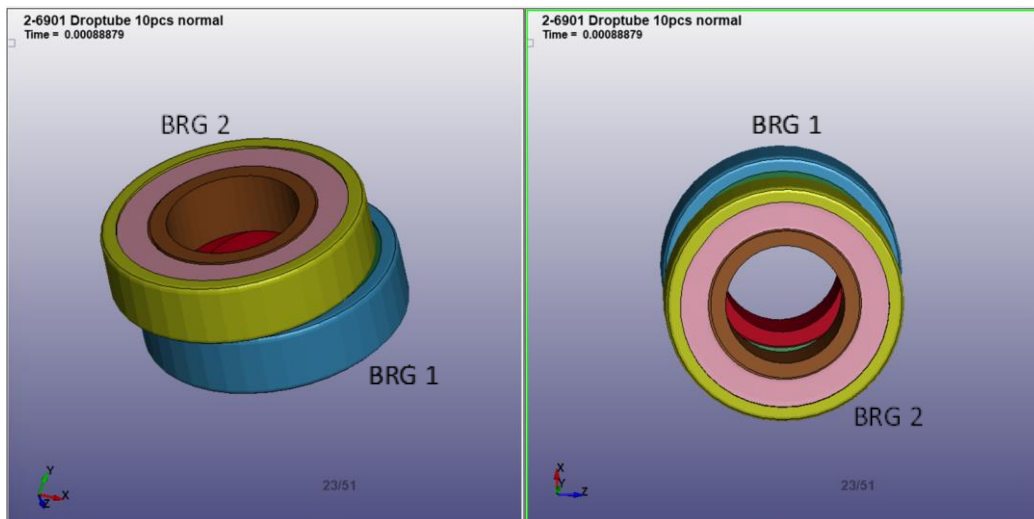 2-6901 Droptube 10pcs normal
Time = 0.00088879
BRG 2
BRG 1
Y
X
Z
23/51
2-6901 Droptube 10pcs normal
Time = 0.00088879
BRG 1
BRG 2
X
Y
Z
23/51